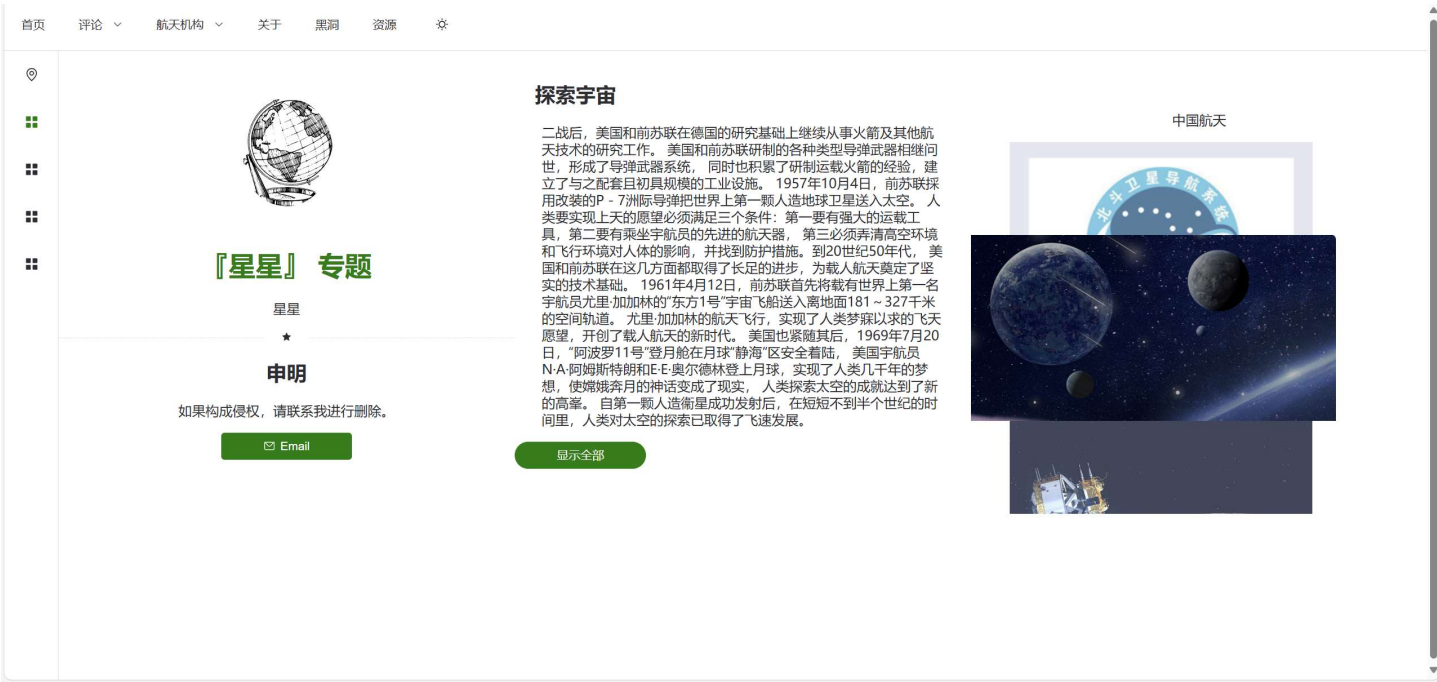 首页 评论 航天机构 关于 黑洞 资源
『星星』 专题
星星
申明
如果构成侵权，请联系我进行删除。
Email
探索宇宙
二战后，美国和前苏联在德国的研究基础上继续从事火箭及其他航
天技术的研究工作。 美国和前苏联研制的各种类型导弹武器相继问
世，形成了导弹武器系统， 同时也积累了研制运载火箭的经验，建
立了与之配套且初具规模的工业设施。 1957年10月4日，前苏联採
用改装的P - 7洲际导弹把世界上第一颗人造地球卫星送入太空。 人
类要实现上天的愿望必须满足三个条件：第一要有强大的运载工
具，第二要有乘坐宇航员的先进的航天器， 第三必须弄清高空环境
和飞行环境对人体的影响，并找到防护措施。到20世纪50年代， 美
国和前苏联在这几方面都取得了长足的进步，为载人航天奠定了坚
实的技术基础。 1961年4月12日，前苏联首先将载有世界上第一名
宇航员尤里·加加林的“东方1号”宇宙飞船送入离地面181～327千米
的空间轨道。 尤里·加加林的航天飞行，实现了人类梦寐以求的飞天
愿望，开创了载人航天的新时代。 美国也紧随其后，1969年7月20
日，“阿波罗11号”登月舱在月球“静海”区安全着陆， 美国宇航员
N·A·阿姆斯特朗和E·E·奥尔德林登上月球，实现了人类几千年的梦
想，使嫦娥奔月的神话变成了现实， 人类探索太空的成就达到了新
的高峯。 自第一颗人造衞星成功发射后，在短短不到半个世纪的时
间里，人类对太空的探索已取得了飞速发展。
显示全部
中国航天
北斗卫星导航系统